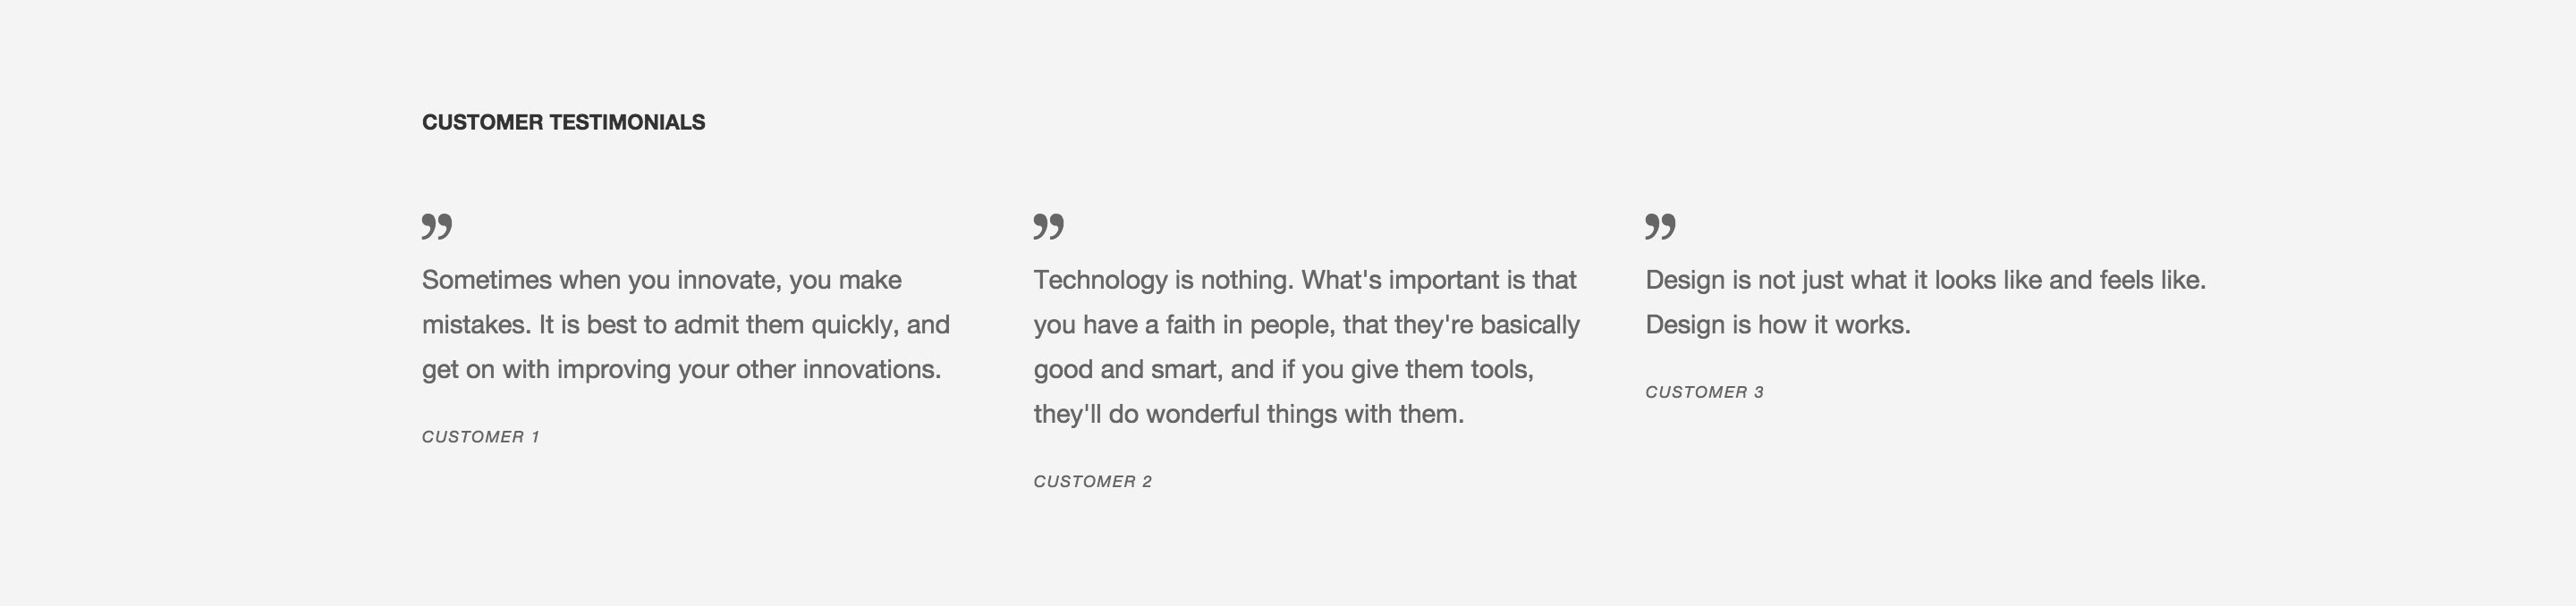 CUSTOMER TESTIMONIALS
”
Sometimes when you innovate, you make
mistakes. It is best to admit them quickly, and
get on with improving your other innovations.
CUSTOMER 1
”
Technology is nothing. What's important is that
you have a faith in people, that they're basically
good and smart, and if you give them tools,
they'll do wonderful things with them.
CUSTOMER 2
”
Design is not just what it looks like and feels like.
Design is how it works.
CUSTOMER 3